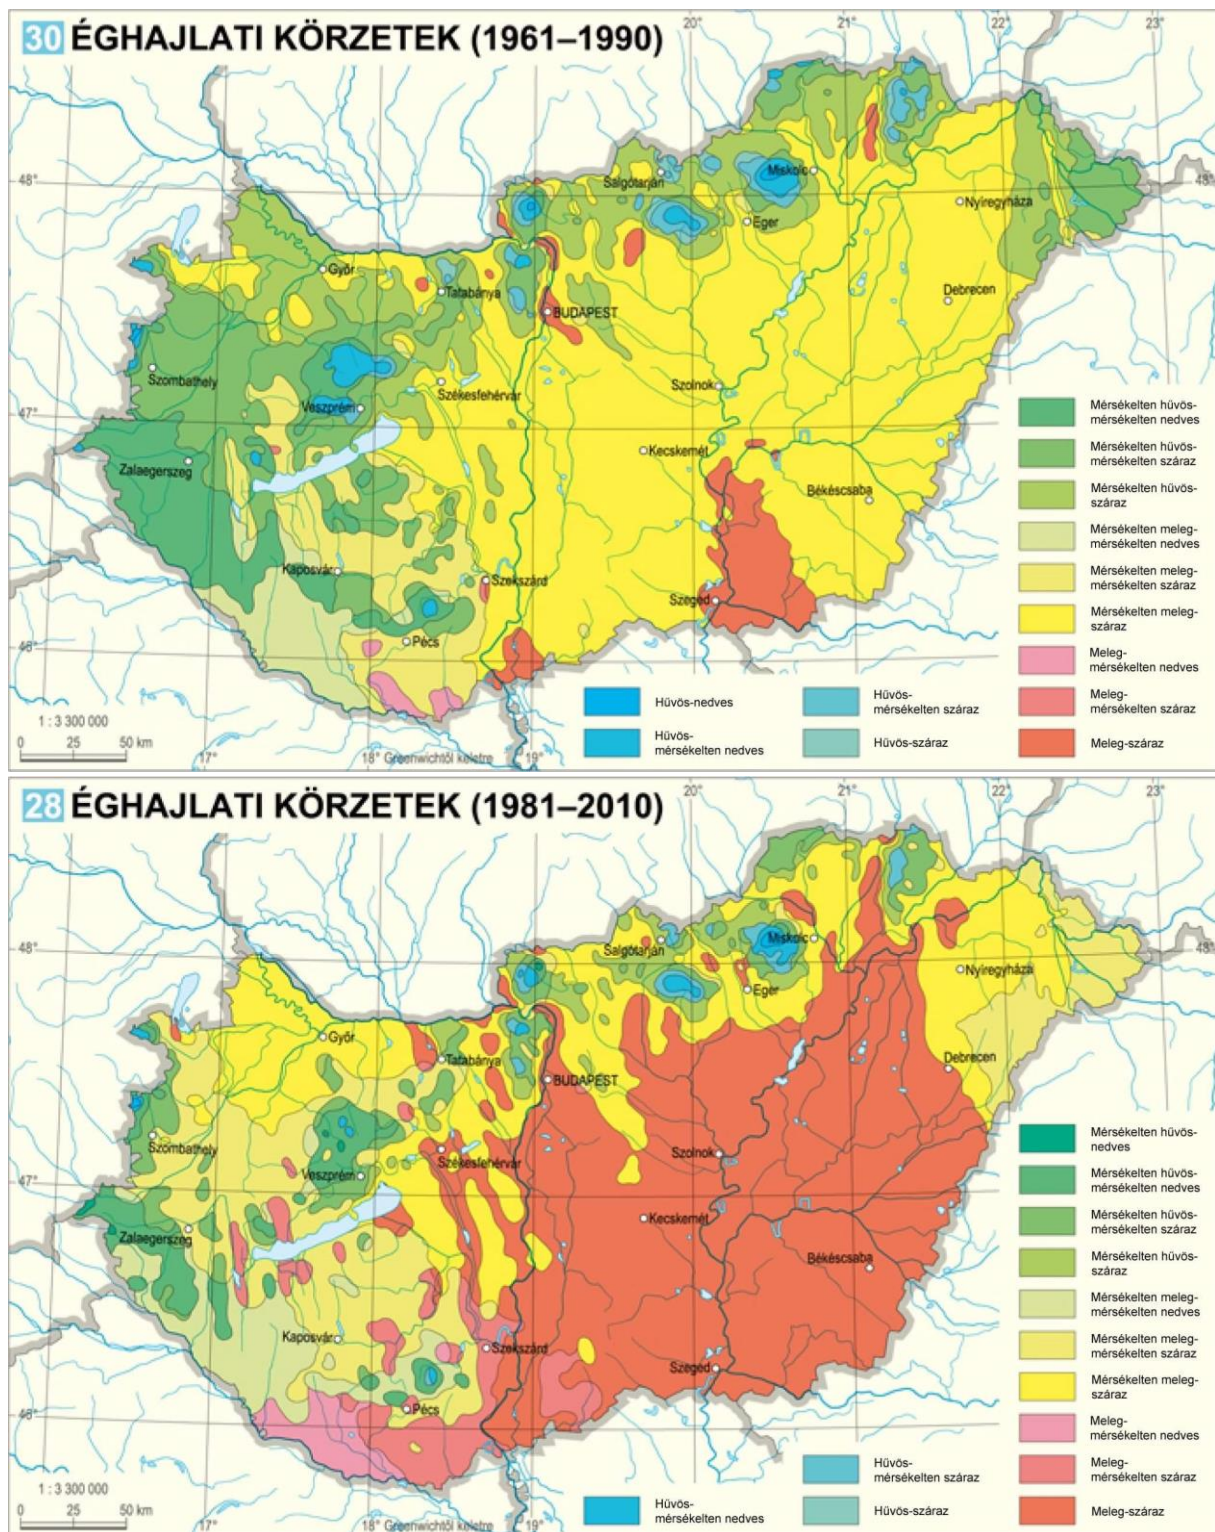 30 ÉGHAJLATI KÖRZETEK (1961–1990)
20°
21°
22°
23°
48°
48°
Salgótarján
Miskolc
Nyíregyháza
Eger
Győr
Tatabánya
BUDAPEST
Debrecen
Szombathely
Székesfehérvár
Szolnok
47°
Veszprém
Zalaegerszeg
Kecskemét
Békéscsaba
Kaposvár
Szekszárd
Szeged
48°
Pécs
Mérsékelten hűvös-
mérsékelten nedves
Mérsékelten hűvös-
mérsékelten száraz
Mérsékelten hűvös-
száraz
Mérsékelten meleg-
mérsékelten nedves
Mérsékelten meleg-
mérsékelten száraz
Mérsékelten meleg-
száraz
Meleg-
mérsékelten nedves
Meleg-
mérsékelten száraz
Meleg-száraz
Hűvös-nedves
Hűvös-
mérsékelten nedves
Hűvös-
mérsékelten száraz
Hűvös-száraz
1 : 3 300 000
0 25 50 km
17°
18° Greenwichtől keletre
19°
28 ÉGHAJLATI KÖRZETEK (1981–2010)
20°
21°
22°
23°
48°
48°
Salgótarján
Miskolc
Nyíregyháza
Eger
Győr
Tatabánya
BUDAPEST
Debrecen
Szombathely
Székesfehérvár
Szolnok
47°
Veszprém
Zalaegerszeg
Kecskemét
Békéscsaba
Kaposvár
Szekszárd
Szeged
48°
Pécs
Mérsékelten hűvös-
nedves
Mérsékelten hűvös-
mérsékelten nedves
Mérsékelten hűvös-
mérsékelten száraz
Mérsékelten hűvös-
száraz
Mérsékelten meleg-
mérsékelten nedves
Mérsékelten meleg-
mérsékelten száraz
Mérsékelten meleg-
száraz
Meleg-
mérsékelten nedves
Meleg-
mérsékelten száraz
Meleg-száraz
Hűvös-
mérsékelten száraz
Hűvös-
mérsékelten nedves
Hűvös-száraz
1 : 3 300 000
0 25 50 km
17°
18° Greenwichtől keletre
19°